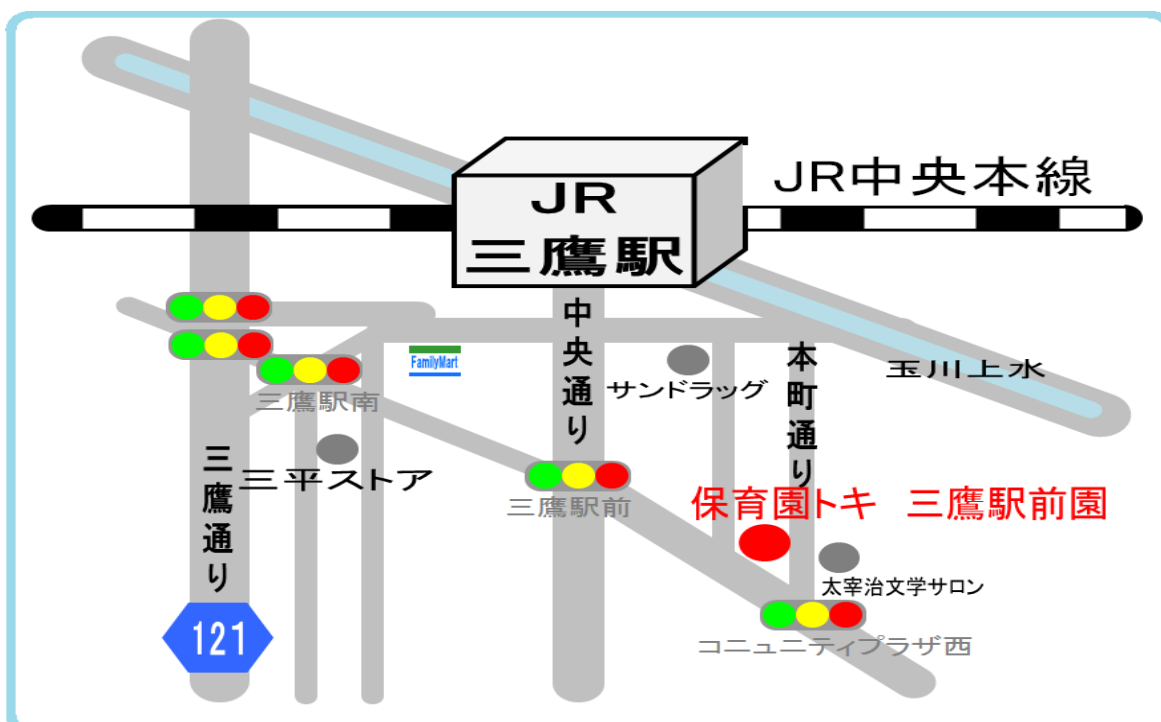 JR中央本線
JR
三鷹駅
中央通り
本町通り
玉川上水
FamilyMart
サンドラッグ
三鷹駅南
三鷹通り
三平ストア
三鷹駅前
保育園トキ 三鷹駅前園
太宰治文学サロン
121
コニュニティプラザ西